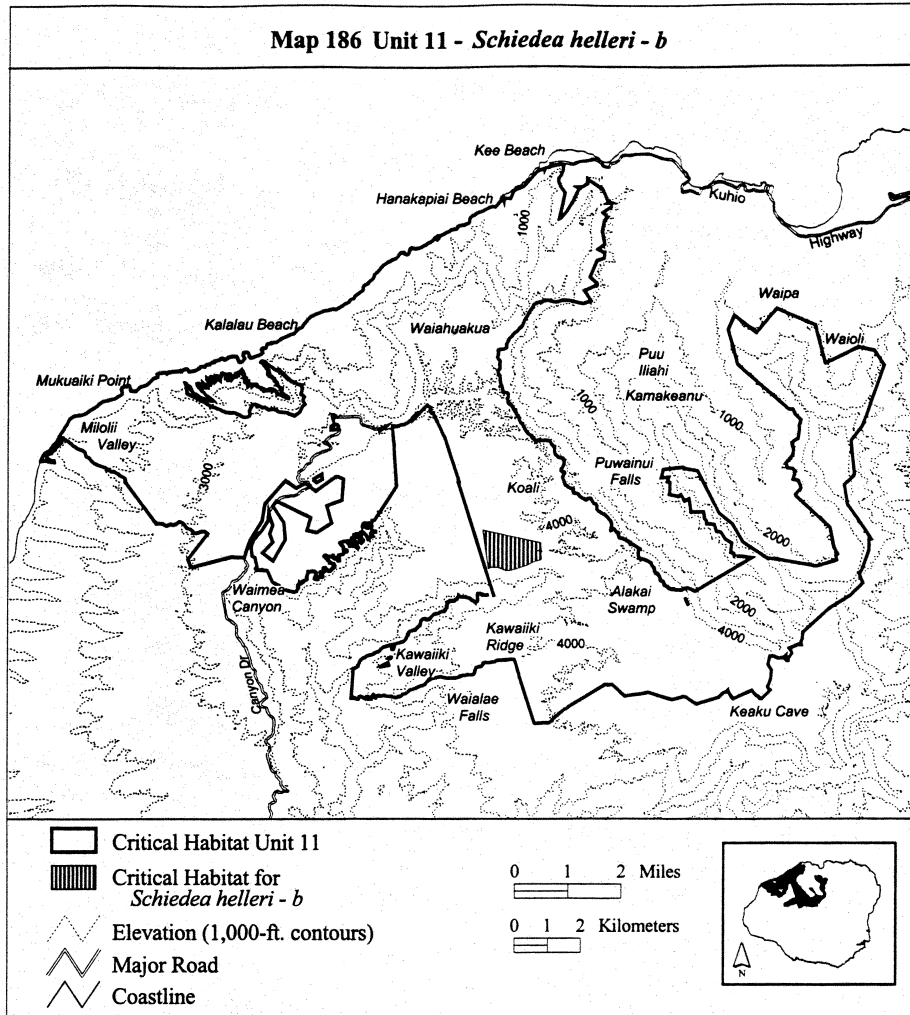 Map 186 Unit 11 - Schiedea helleri - b
Kee Beach
Hanakapiai Beach
Kuhio
Highway
1000
Waipa
Kalalau Beach
Waiahuakua
Waioli
Puu
Iliahi
Mukuaiki Point
Kamakeanu
1000
1000
Milolii
Valley
3000
Puwainui
Falls
Koali
4000
2000
Waimea
Canyon
Alakai
Swamp
2000
4000
Kawaiiki
Ridge
4000
Kawaiiki
Valley
Canyon Dr
Waialae
Falls
Keaku Cave
Critical Habitat Unit 11
Critical Habitat for
Schiedea helleri - b
Elevation (1,000-ft. contours)
Major Road
Coastline
0 1 2 Miles
0 1 2 Kilometers
N